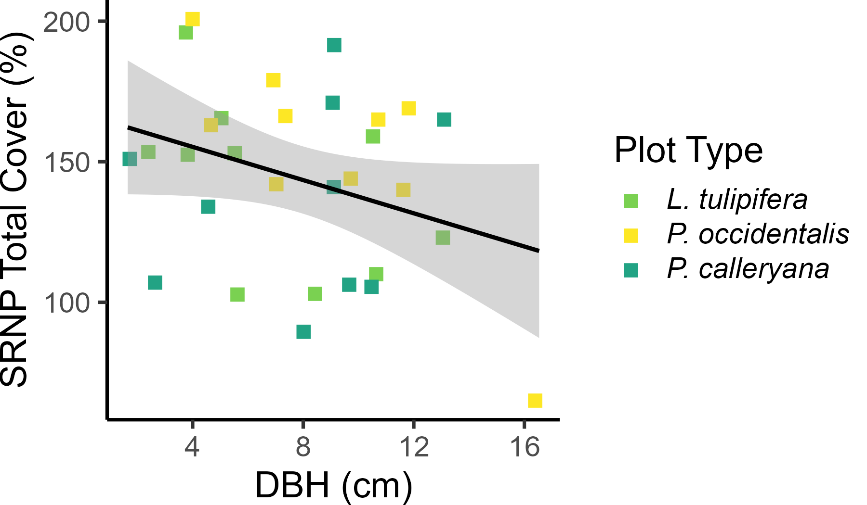 SRNP Total Cover (%)
200
150
100
4 8 12 16
DBH (cm)
Plot Type
L. tulipifera
P. occidentalis
P. calleryana